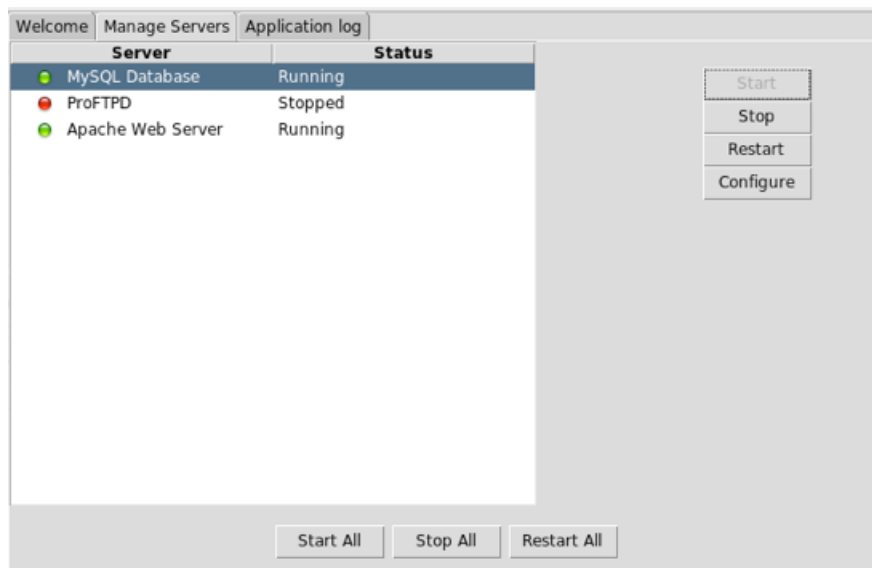 Welcome Manage Servers Application log
Server Status
MySQL Database Running
ProFTPD Stopped
Apache Web Server Running
Start
Stop
Restart
Configure
Start All Stop All Restart All